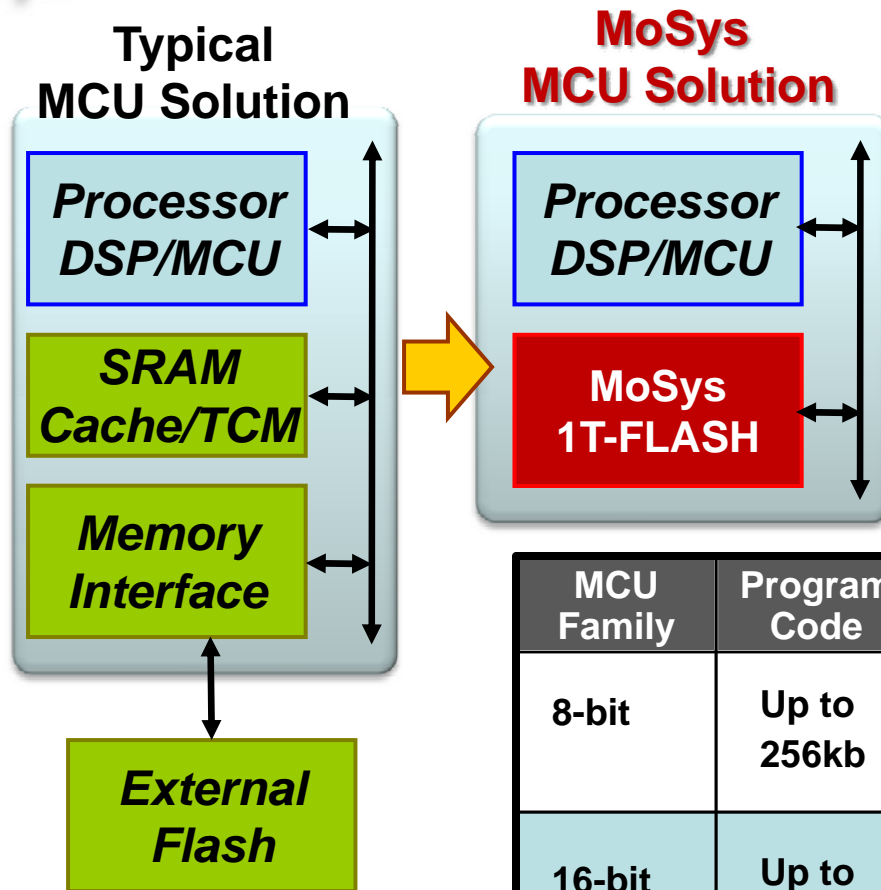 Typical
MCU Solution
Processor
DSP/MCU
SRAM
Cache/TCM
Memory
Interface
External
Flash
MoSys
MCU Solution
Processor
DSP/MCU
MoSys
1T-FLASH
MCU Program
Family Code
8-bit Up to
256kb
16-bit Up to